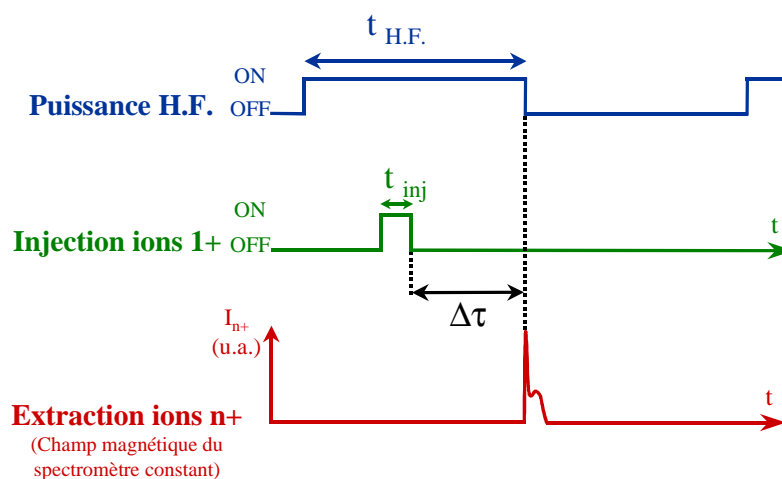 t H.F.
ON
Puissance H.F. OFF
t inj
ON
Injection ions 1+ OFF
t
Δτ
I n+
(u.a.)
Extraction ions n+
t
(Champ magnétique du
spectromètre constant)